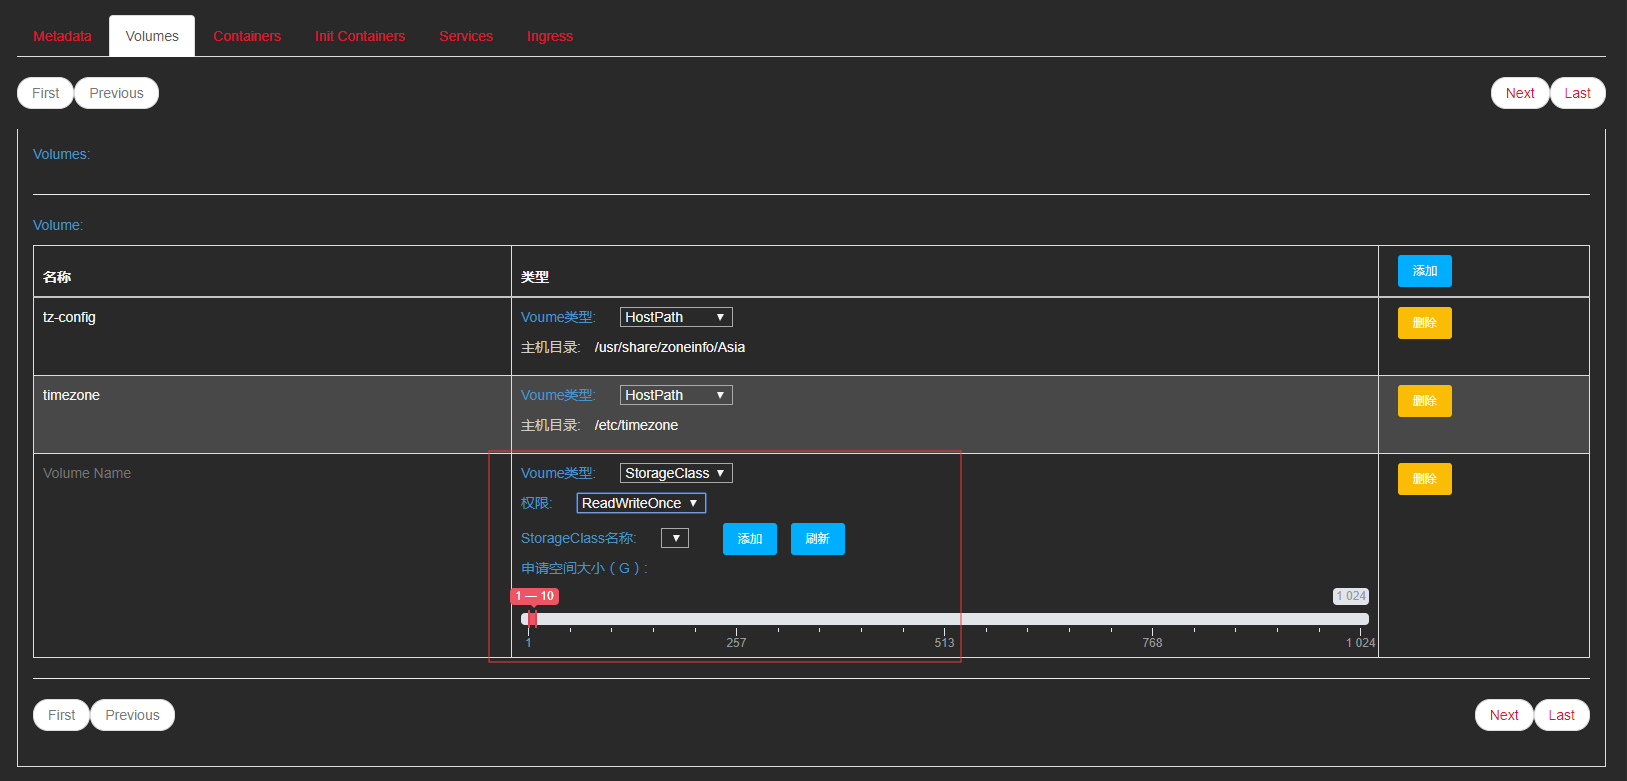 Metadata Volumes Containers Init Containers Services Ingress
First Previous Next Last
Volumes:
Volume:
名称 类型 添加
tz-config Voume类型: HostPath 删除
主机目录: /usr/share/zoneinfo/Asia
timezone Voume类型: HostPath 删除
主机目录: /etc/timezone
Volume Name Voume类型: StorageClass 删除
权限: ReadWriteOnce
StorageClass名称: 添加 刷新
申请空间大小（G）:
1 — 10 1 024
1 257 513 768 1 024
First Previous Next Last